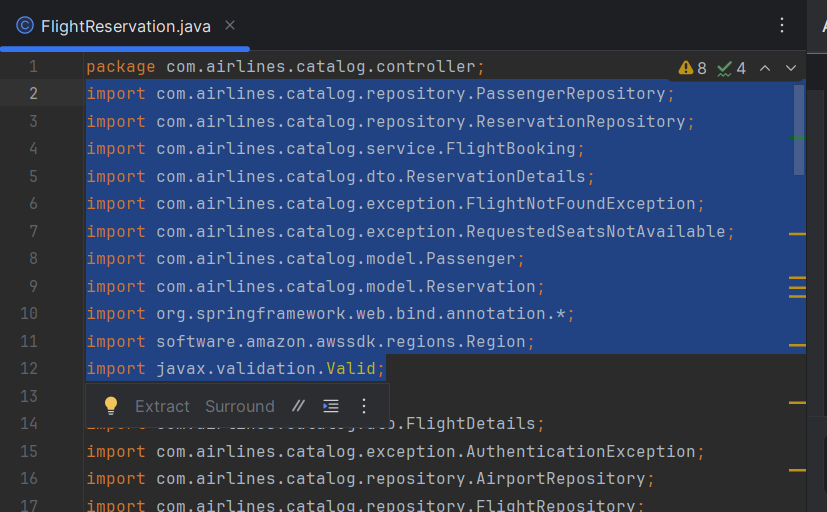 FlightReservation.java
1 package com.airlines.catalog.controller; 8 4
2 import com.airlines.catalog.repository.PassengerRepository;
3 import com.airlines.catalog.repository.ReservationRepository;
4 import com.airlines.catalog.service.FlightBooking;
5 import com.airlines.catalog.dto.ReservationDetails;
6 import com.airlines.catalog.exception.FlightNotFoundException;
7 import com.airlines.catalog.exception.RequestedSeatsNotAvailable;
8 import com.airlines.catalog.model.Passenger;
9 import com.airlines.catalog.model.Reservation;
10 import org.springframework.web.bind.annotation.*;
11 import software.amazon.awssdk.regions.Region;
12 import javax.validation.Valid;
13 Extract Surround
14 .FlightDetails;
15 import com.airlines.catalog.exception.AuthenticationException;
16 import com.airlines.catalog.repository.AirportRepository;
17 import com.airlines.catalog.repository.FlightRepository;